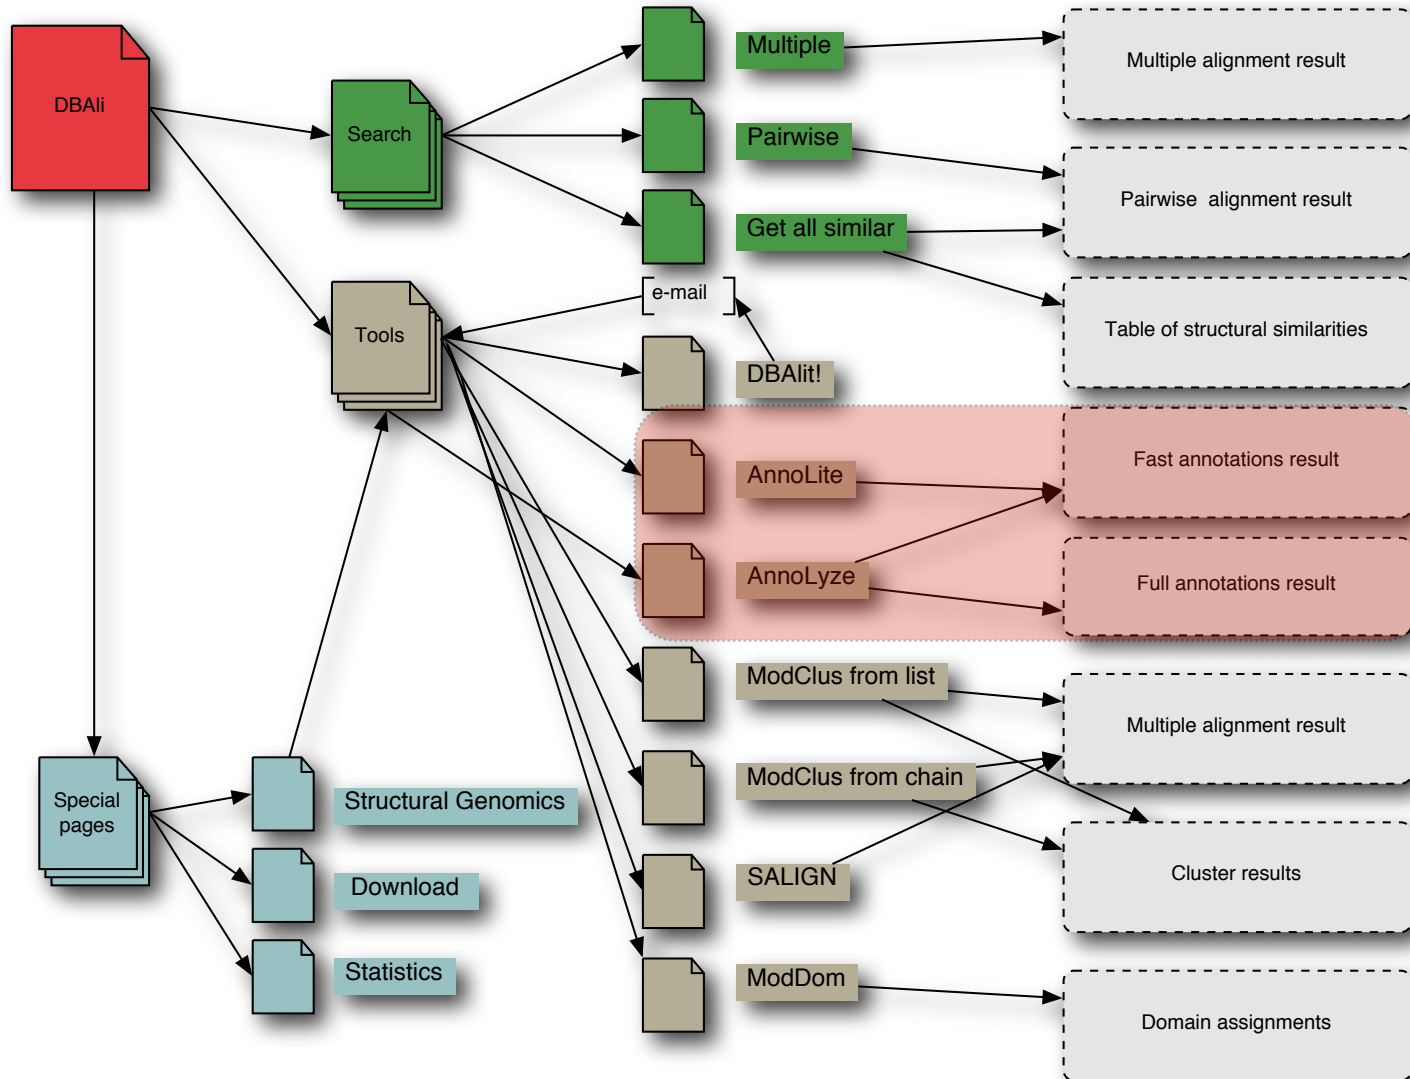 DBAli
Search
Multiple
Multiple alignment result
Pairwise
Pairwise alignment result
Get all similar
Table of structural similarities
e-mail
Tools
DBAlit!
AnnoLite
Fast annotations result
AnnoLyze
Full annotations result
ModClus from list
Multiple alignment result
ModClus from chain
Special
pages
Structural Genomics
SALIGN
Cluster results
Download
Statistics
ModDom
Domain assignments